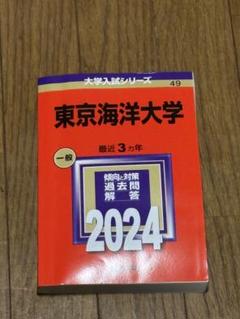 大学入試シリーズ
49
東京海洋大学
最近3ヵ年
一般
傾向と対策
過去問
解答
2024